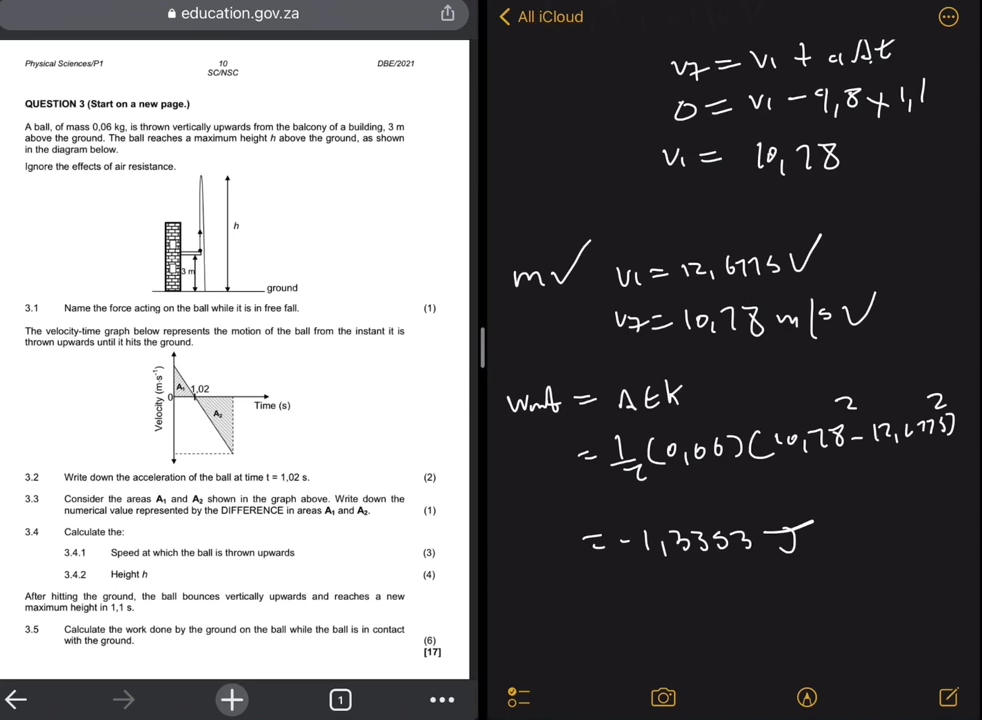 education.gov.za
Physical Sciences/P1
10
SC/NSC
DBE/2021
QUESTION 3 (Start on a new page.)
A ball, of mass 0,06 kg, is thrown vertically upwards from the balcony of a building, 3 m
above the ground. The ball reaches a maximum height h above the ground, as shown
in the diagram below.
Ignore the effects of air resistance.
h
3 m
ground
3.1 Name the force acting on the ball while it is in free fall. (1)
The velocity-time graph below represents the motion of the ball from the instant it is
thrown upwards until it hits the ground.
Velocity (m·s⁻¹)
A₁
1,02
0
Time (s)
A₂
3.2 Write down the acceleration of the ball at time t = 1,02 s. (2)
3.3 Consider the areas A₁ and A₂ shown in the graph above. Write down the
numerical value represented by the DIFFERENCE in areas A₁ and A₂. (1)
3.4 Calculate the:
3.4.1 Speed at which the ball is thrown upwards (3)
3.4.2 Height h (4)
After hitting the ground, the ball bounces vertically upwards and reaches a new
maximum height in 1,1 s.
3.5 Calculate the work done by the ground on the ball while the ball is in contact
with the ground. (6)
[17]
1
All iCloud
vf = vi + aΔt
0 = vi - 9,8 × 1,1
vi = 10,78
m✓ vi = 12,6775 ✓
vf = 10,78 m/s ✓
Wnet = ΔEK
= 1/2 (0,06)(10,78² - 12,6775²)
= -1,3353 J